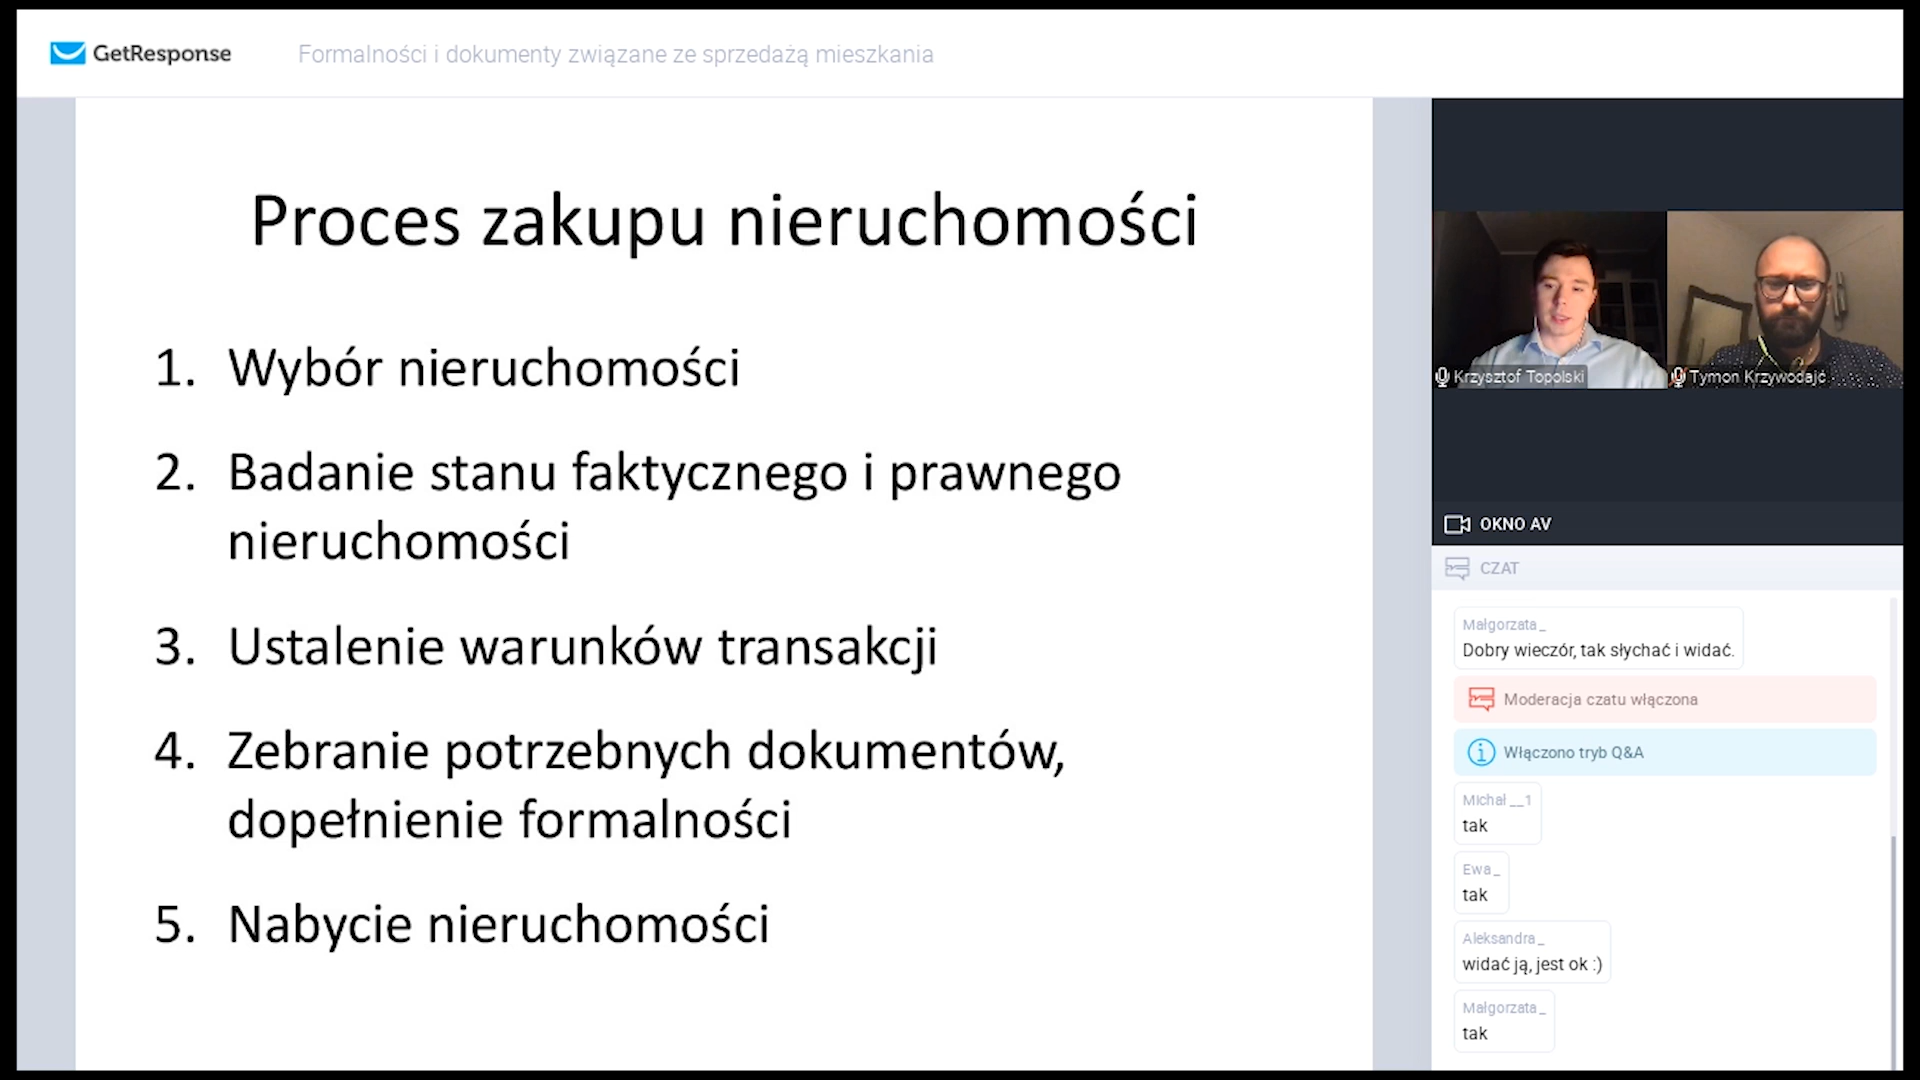 GetResponse
Formalności i dokumenty związane ze sprzedażą mieszkania
Proces zakupu nieruchomości
1. Wybór nieruchomości
2. Badanie stanu faktycznego i prawnego
nieruchomości
3. Ustalenie warunków transakcji
4. Zebranie potrzebnych dokumentów,
dopełnienie formalności
5. Nabycie nieruchomości
Krzysztof Topolski
Tymon Krzywodajć
OKNO AV
CZAT
Małgorzata_
Dobry wieczór, tak słychać i widać.
Moderacja czatu włączona
Włączono tryb Q&A
Michał __1
tak
Ewa_
tak
Aleksandra_
widać ją, jest ok :)
Małgorzata_
tak